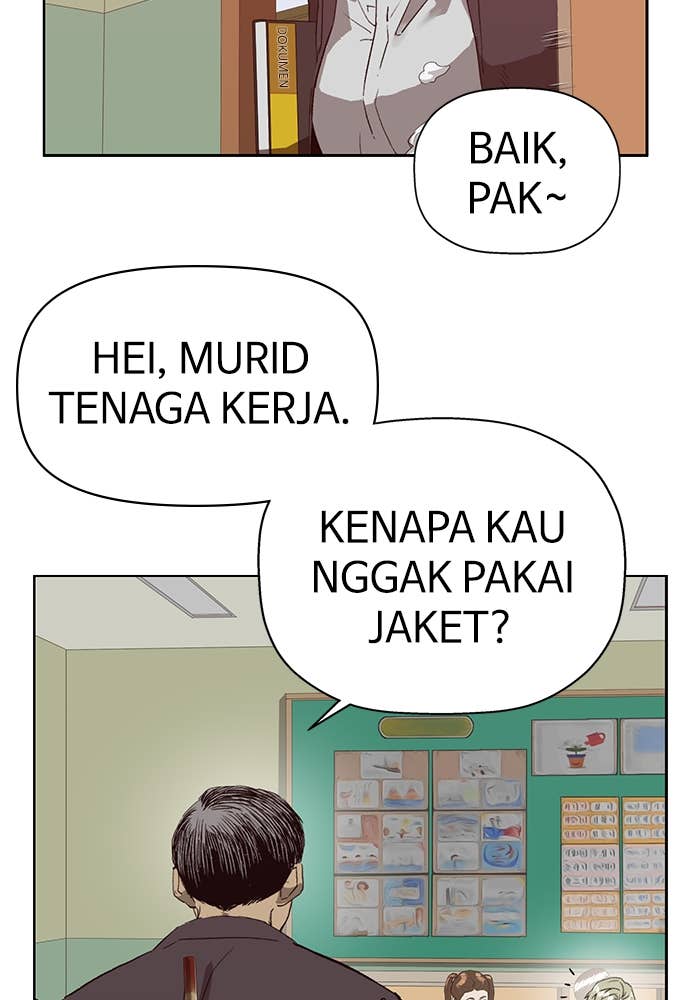 DOKUMEN
BAIK,
PAK~
HEI, MURID
TENAGA KERJA.
KENAPA KAU
NGGAK PAKAI
JAKET?